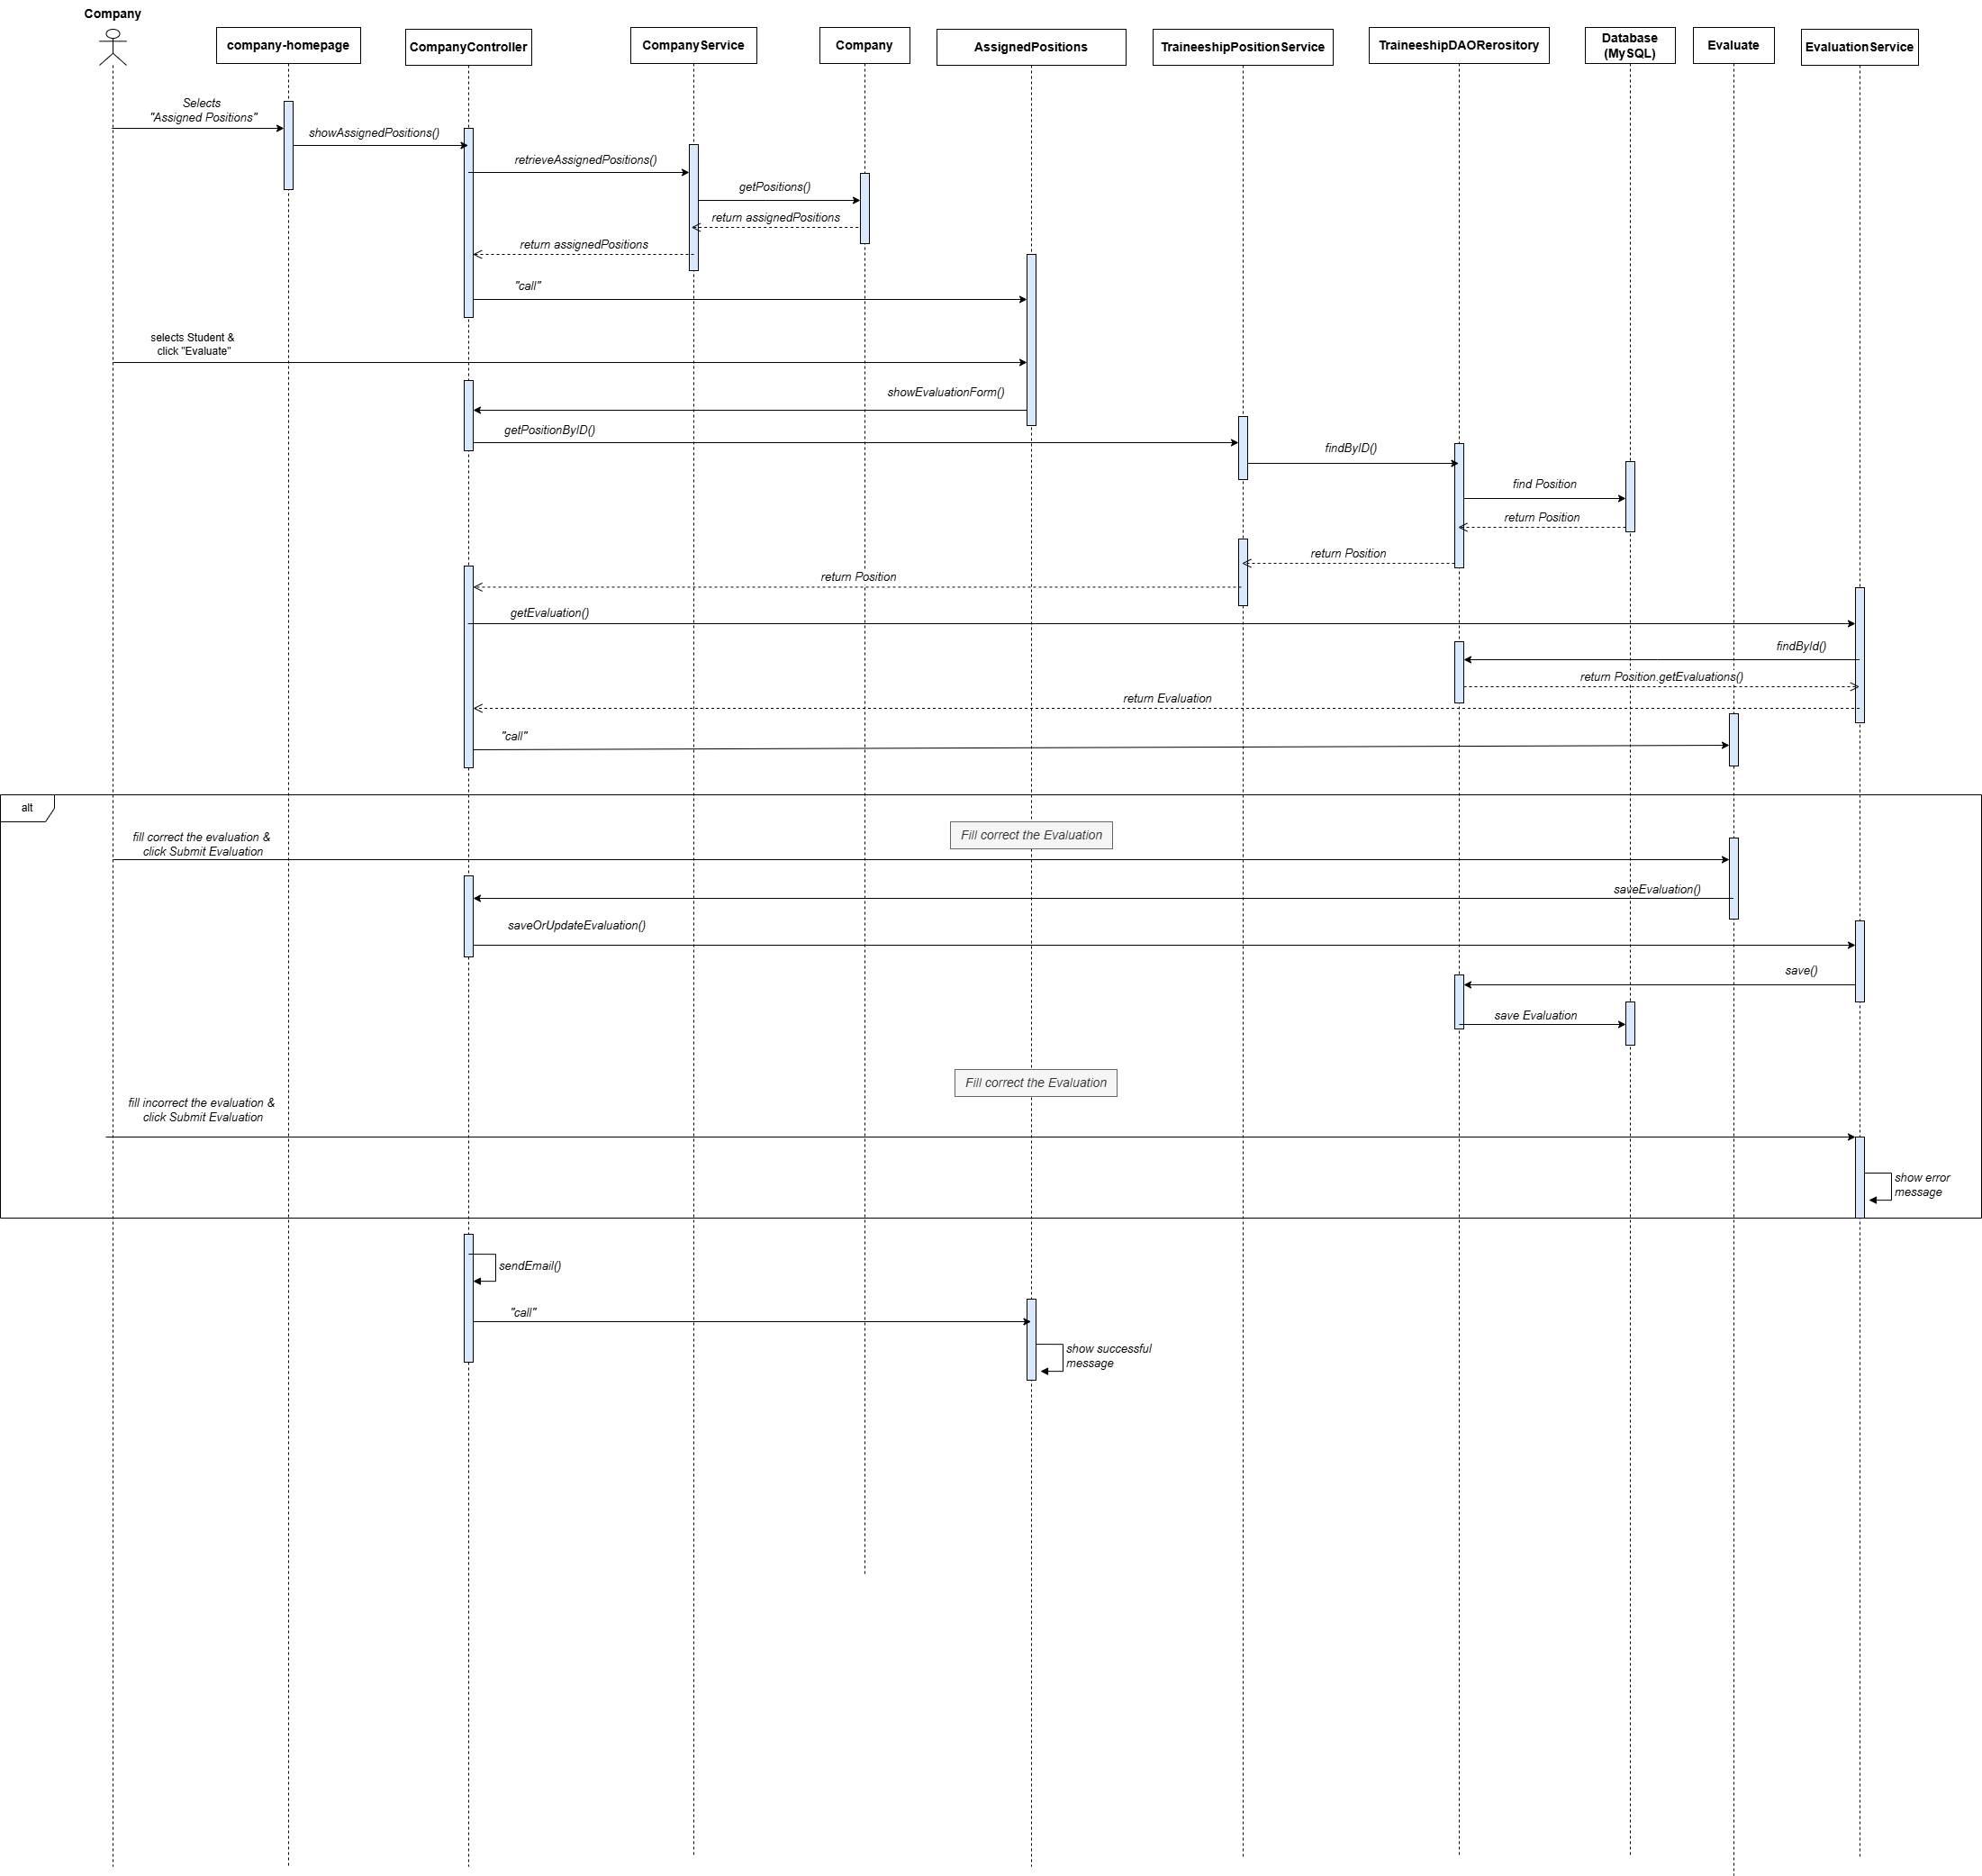 Company
company-homepage
CompanyController
CompanyService
Company
AssignedPositions
TraineeshipPositionService
TraineeshipDAORerository
Database
(MySQL)
Evaluate
EvaluationService
Selects
"Assigned Positions"
showAssignedPositions()
retrieveAssignedPositions()
getPositions()
return assignedPositions
return assignedPositions
"call"
selects Student &
click "Evaluate"
showEvaluationForm()
getPositionByID()
findByID()
find Position
return Position
return Position
return Position
getEvaluation()
findById()
return Position.getEvaluations()
return Evaluation
"call"
alt
fill correct the evaluation &
click Submit Evaluation
Fill correct the Evaluation
saveEvaluation()
saveOrUpdateEvaluation()
save()
save Evaluation
Fill correct the Evaluation
fill incorrect the evaluation &
click Submit Evaluation
show error
message
sendEmail()
"call"
show successful
message